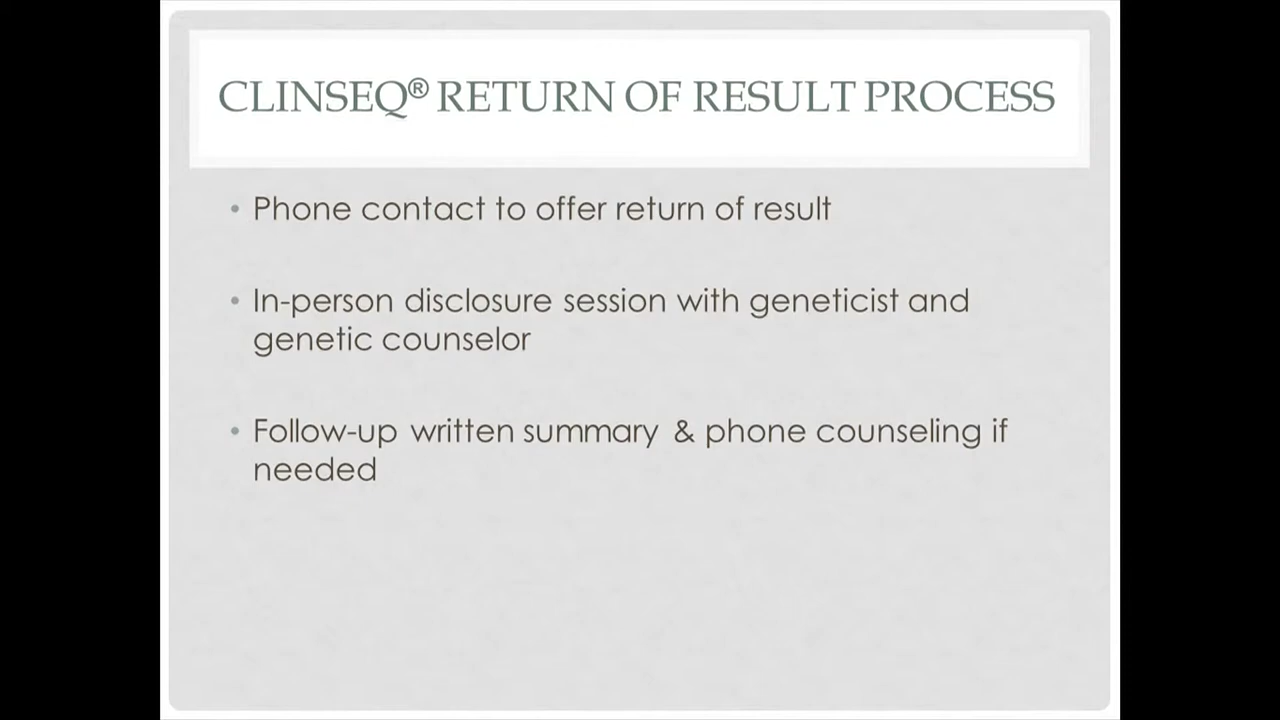 CLINSEQ® RETURN OF RESULT PROCESS
• Phone contact to offer return of result
• In-person disclosure session with geneticist and
genetic counselor
• Follow-up written summary & phone counseling if
needed